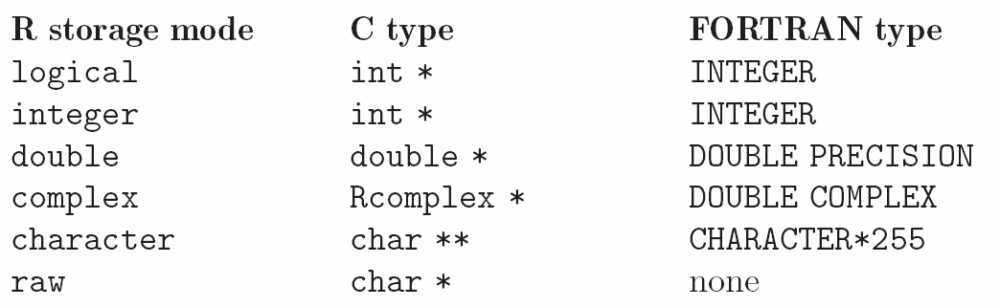 R storage mode C type FORTRAN type
logical int * INTEGER
integer int * INTEGER
double double * DOUBLE PRECISION
complex Rcomplex * DOUBLE COMPLEX
character char ** CHARACTER*255
raw char * none